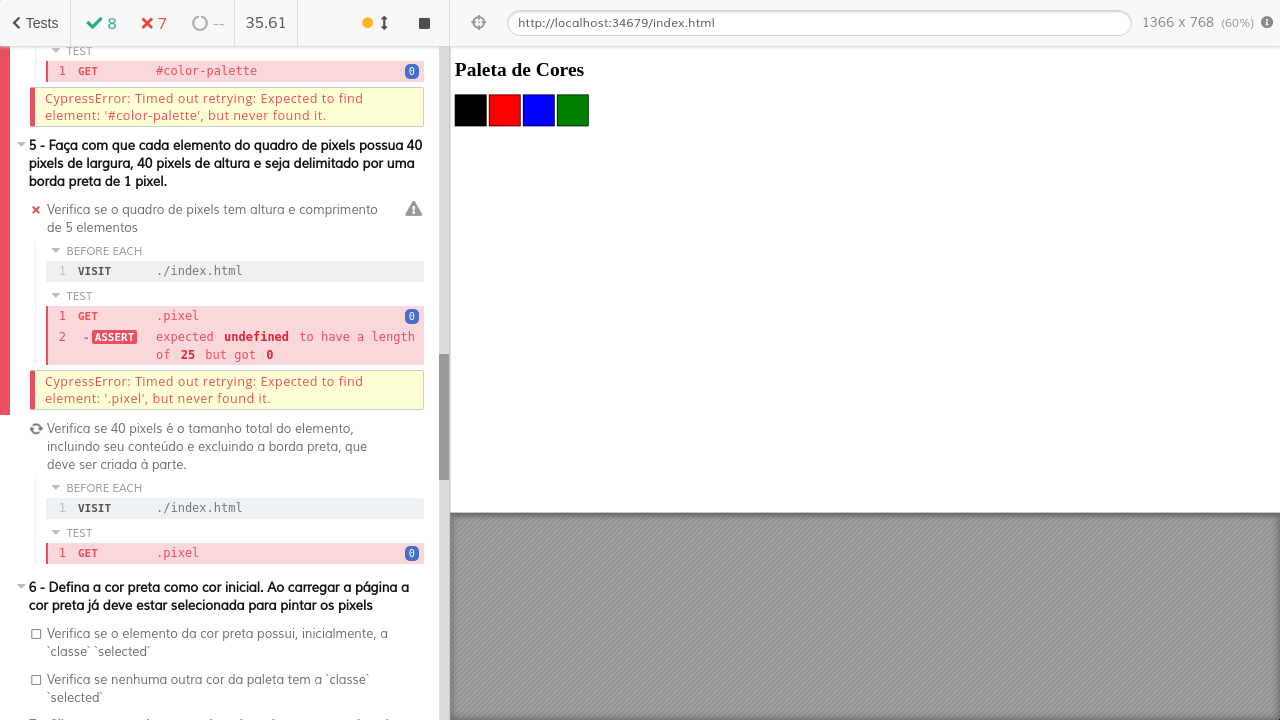 Tests 8 7 -- 35.61 http://localhost:34679/index.html 1366 x 768 (60%)
TEST
1 GET #color-palette 0
CypressError: Timed out retrying: Expected to find
element: '#color-palette', but never found it.
5 - Faça com que cada elemento do quadro de pixels possua 40
pixels de largura, 40 pixels de altura e seja delimitado por uma
borda preta de 1 pixel.
Verifica se o quadro de pixels tem altura e comprimento
de 5 elementos
BEFORE EACH
1 VISIT ./index.html
TEST
1 GET .pixel 0
2 -ASSERT expected undefined to have a length
of 25 but got 0
CypressError: Timed out retrying: Expected to find
element: '.pixel', but never found it.
Verifica se 40 pixels é o tamanho total do elemento,
incluindo seu conteúdo e excluindo a borda preta, que
deve ser criada à parte.
BEFORE EACH
1 VISIT ./index.html
TEST
1 GET .pixel 0
6 - Defina a cor preta como cor inicial. Ao carregar a página a
cor preta já deve estar selecionada para pintar os pixels
Verifica se o elemento da cor preta possui, inicialmente, a
`classe` `selected`
Verifica se nenhuma outra cor da paleta tem a `classe`
`selected`
Paleta de Cores